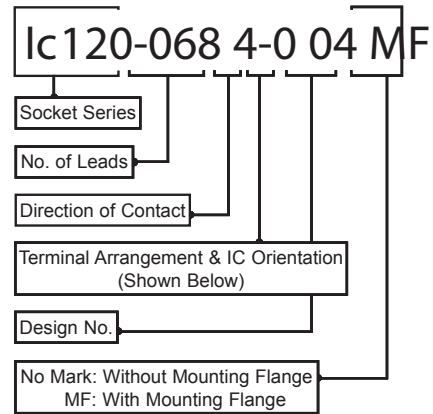 Ic120-068 4-0 04 MF
Socket Series
No. of Leads
Direction of Contact
Terminal Arrangement & IC Orientation
(Shown Below)
Design No.
No Mark: Without Mounting Flange
MF: With Mounting Flange